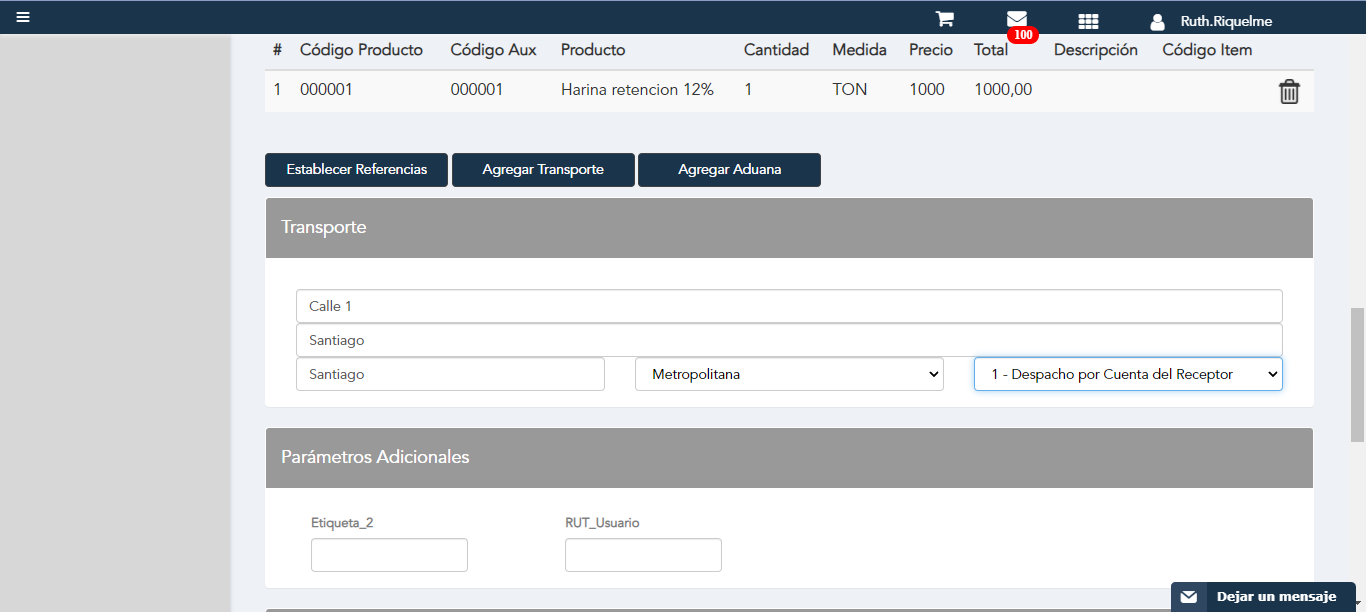 Ruth.Riquelme
100
# Código Producto Código Aux Producto Cantidad Medida Precio Total Descripción Código Item
1 000001 000001 Harina retencion 12% 1 TON 1000 1000,00
Establecer Referencias Agregar Transporte Agregar Aduana
Transporte
Calle 1
Santiago
Santiago Metropolitana 1 - Despacho por Cuenta del Receptor
Parámetros Adicionales
Etiqueta_2 RUT_Usuario
Dejar un mensaje